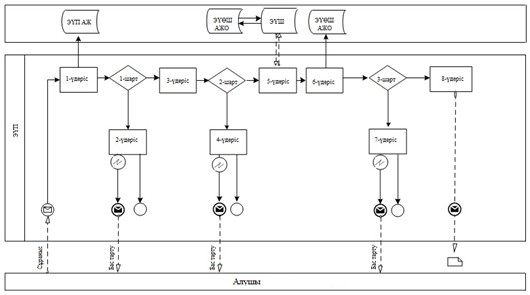 ЭҮП АЖ
ЭҮӨШ
АЖО
ЭҮШ
ЭҮӨШ
АЖО
ЭҮП
1-үдеріс
1-шарт
3-үдеріс
2-шарт
5-үдеріс
6-үдеріс
3-шарт
8-үдеріс
2-үдеріс
4-үдеріс
7-үдеріс
Сұраныс
Бас тарту
Бас тарту
Бас тарту
Алушы